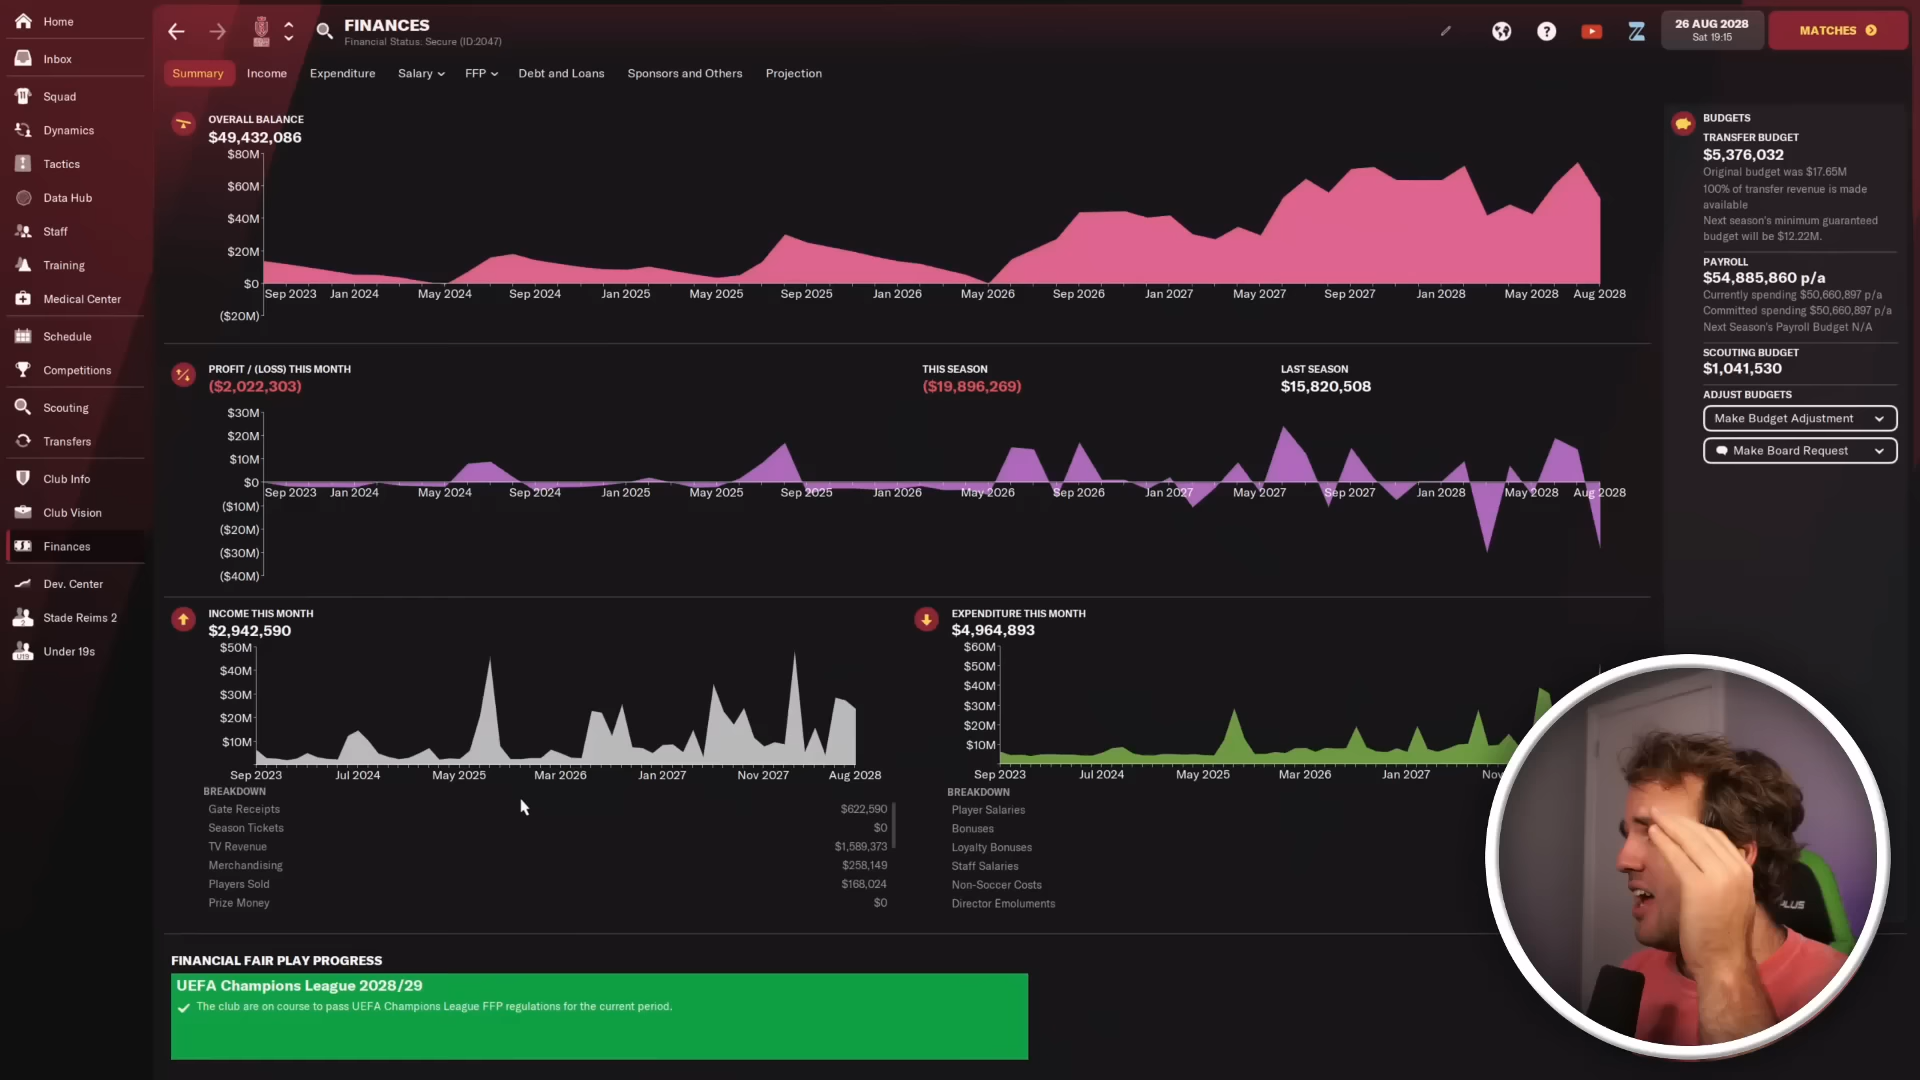 Home
FINANCES
Financial Status: Secure (ID:2047)
26 AUG 2028
Sat 19:15
MATCHES
Inbox
Squad
Dynamics
Tactics
Data Hub
Staff
Training
Medical Center
Schedule
Competitions
Scouting
Transfers
Club Info
Club Vision
Finances
Dev. Center
Stade Reims 2
Under 19s
Summary
Income
Expenditure
Salary
FFP
Debt and Loans
Sponsors and Others
Projection
OVERALL BALANCE
$49,432,086
$80M
$60M
$40M
$20M
$0
($20M)
Sep 2023 Jan 2024 May 2024 Sep 2024 Jan 2025 May 2025 Sep 2025 Jan 2026 May 2026 Sep 2026 Jan 2027 May 2027 Sep 2027 Jan 2028 May 2028 Aug 2028
PROFIT / (LOSS) THIS MONTH
($2,022,303)
THIS SEASON
($19,896,269)
LAST SEASON
$15,820,508
$30M
$20M
$10M
$0
($10M)
($20M)
($30M)
($40M)
Sep 2023 Jan 2024 May 2024 Sep 2024 Jan 2025 May 2025 Sep 2025 Jan 2026 May 2026 Sep 2026 Jan 2027 May 2027 Sep 2027 Jan 2028 May 2028 Aug 2028
INCOME THIS MONTH
$2,942,590
$50M
$40M
$30M
$20M
$10M
Sep 2023 Jul 2024 May 2025 Mar 2026 Jan 2027 Nov 2027 Aug 2028
BREAKDOWN
Gate Receipts $622,590
Season Tickets $0
TV Revenue $1,589,373
Merchandising $258,149
Players Sold $168,024
Prize Money $0
EXPENDITURE THIS MONTH
$4,964,893
$60M
$50M
$40M
$30M
$20M
$10M
Sep 2023 Jul 2024 May 2025 Mar 2026 Jan 2027 Nov
BREAKDOWN
Player Salaries
Bonuses
Loyalty Bonuses
Staff Salaries
Non-Soccer Costs
Director Emoluments
FINANCIAL FAIR PLAY PROGRESS
UEFA Champions League 2028/29
The club are on course to pass UEFA Champions League FFP regulations for the current period.
BUDGETS
TRANSFER BUDGET
$5,376,032
Original budget was $17.65M
100% of transfer revenue is made
available
Next season's minimum guaranteed
budget will be $12.22M.
PAYROLL
$54,885,860 p/a
Currently spending $50,660,897 p/a
Committed spending $50,660,897 p/a
Next Season's Payroll Budget N/A
SCOUTING BUDGET
$1,041,530
ADJUST BUDGETS
Make Budget Adjustment
Make Board Request